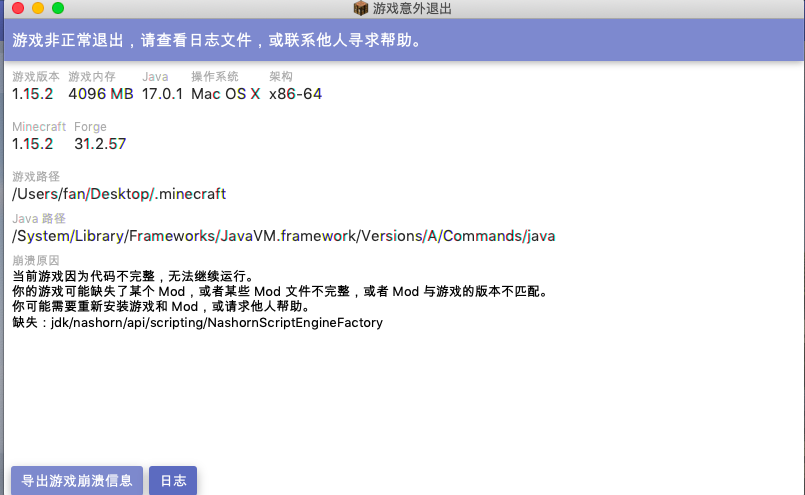 游戏意外退出
游戏非正常退出，请查看日志文件，或联系他人寻求帮助。
游戏版本 游戏内存 Java 操作系统 架构
1.15.2 4096 MB 17.0.1 Mac OS X x86-64
Minecraft Forge
1.15.2 31.2.57
游戏路径
/Users/fan/Desktop/.minecraft
Java 路径
/System/Library/Frameworks/JavaVM.framework/Versions/A/Commands/java
崩溃原因
当前游戏因为代码不完整，无法继续运行。
你的游戏可能缺失了某个 Mod，或者某些 Mod 文件不完整，或者 Mod 与游戏的版本不匹配。
你可能需要重新安装游戏和 Mod，或请求他人帮助。
缺失：jdk/nashorn/api/scripting/NashornScriptEngineFactory
导出游戏崩溃信息 日志